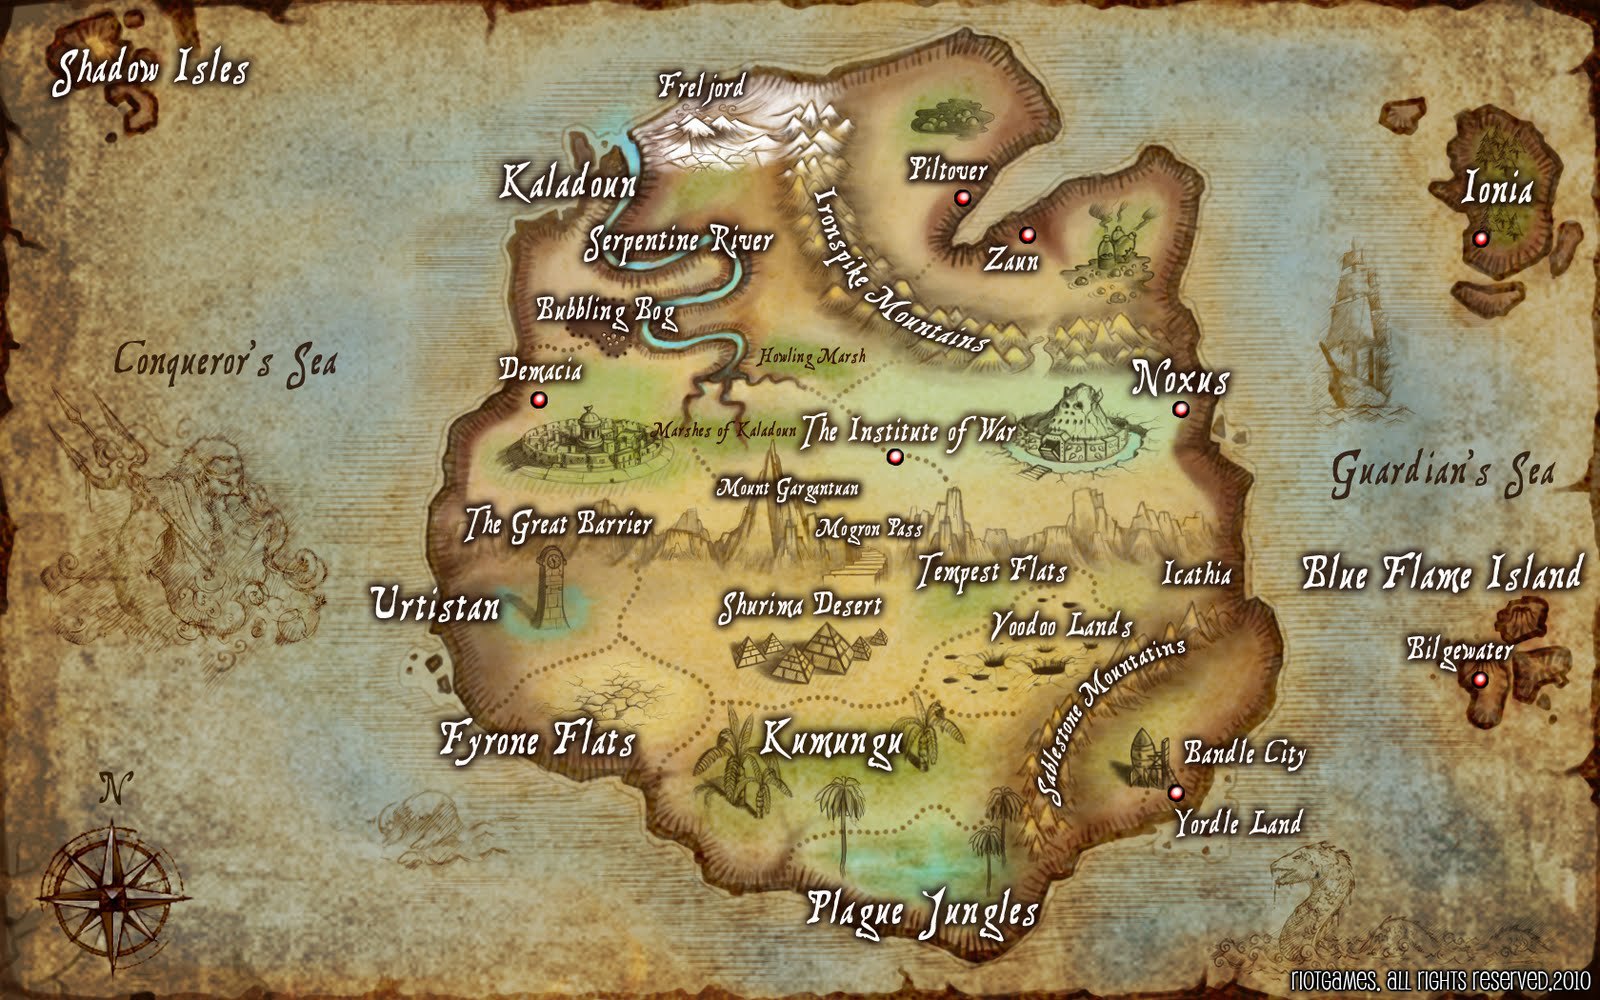 Shadow Isles
Freljord
Piltover
Kaladoun
Ionia
Ironspike Mountains
Serpentine River
Zaun
Bubbling Bog
Howling Marsh
Conqueror's Sea
Demacia
Noxus
Marshes of Kaladoun
The Institute of War
Guardian's Sea
Mount Gargantuan
The Great Barrier
Mogron Pass
Tempest Flats
Icathia
Blue Flame Island
Urtistan
Shurima Desert
Voodoo Lands
Bilgewater
Sablestone Mountatins
Fyrone Flats
Kumungu
Bandle City
N
Yordle Land
Plague Jungles
riotgames. all rights reserved.2010